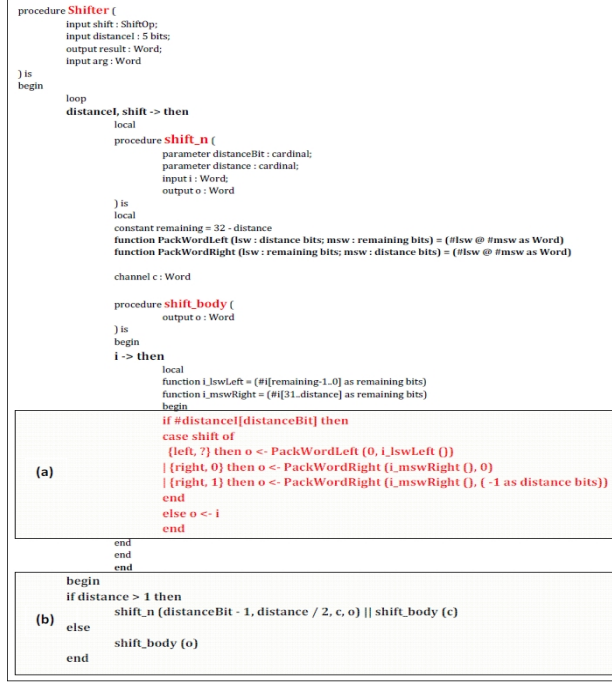 procedure Shifter (
input shift : ShiftOp;
input distanceI : 5 bits;
output result : Word;
input arg : Word
) is
begin
loop
distanceI, shift -> then
local
procedure shift_n (
parameter distanceBit : cardinal;
parameter distance : cardinal;
input i : Word;
output o : Word
) is
local
constant remaining = 32 - distance
function PackWordLeft (lsw : distance bits; msw : remaining bits) = (#lsw @ #msw as Word)
function PackWordRight (lsw : remaining bits; msw : distance bits) = (#lsw @ #msw as Word)
channel c : Word
procedure shift_body (
output o : Word
) is
begin
i -> then
local
function i_lswLeft = (#i[remaining-1..0] as remaining bits)
function i_mswRight = (#i[31..distance] as remaining bits)
begin
if #distanceI[distanceBit] then
case shift of
{left, ?} then o <- PackWordLeft (0, i_lswLeft ())
(a) | {right, 0} then o <- PackWordRight (i_mswRight (), 0)
| {right, 1} then o <- PackWordRight (i_mswRight (), ( -1 as distance bits))
end
else o <- i
end
end
end
end
begin
if distance > 1 then
shift_n (distanceBit - 1, distance / 2, c, o) || shift_body (c)
(b) else
shift_body (o)
end